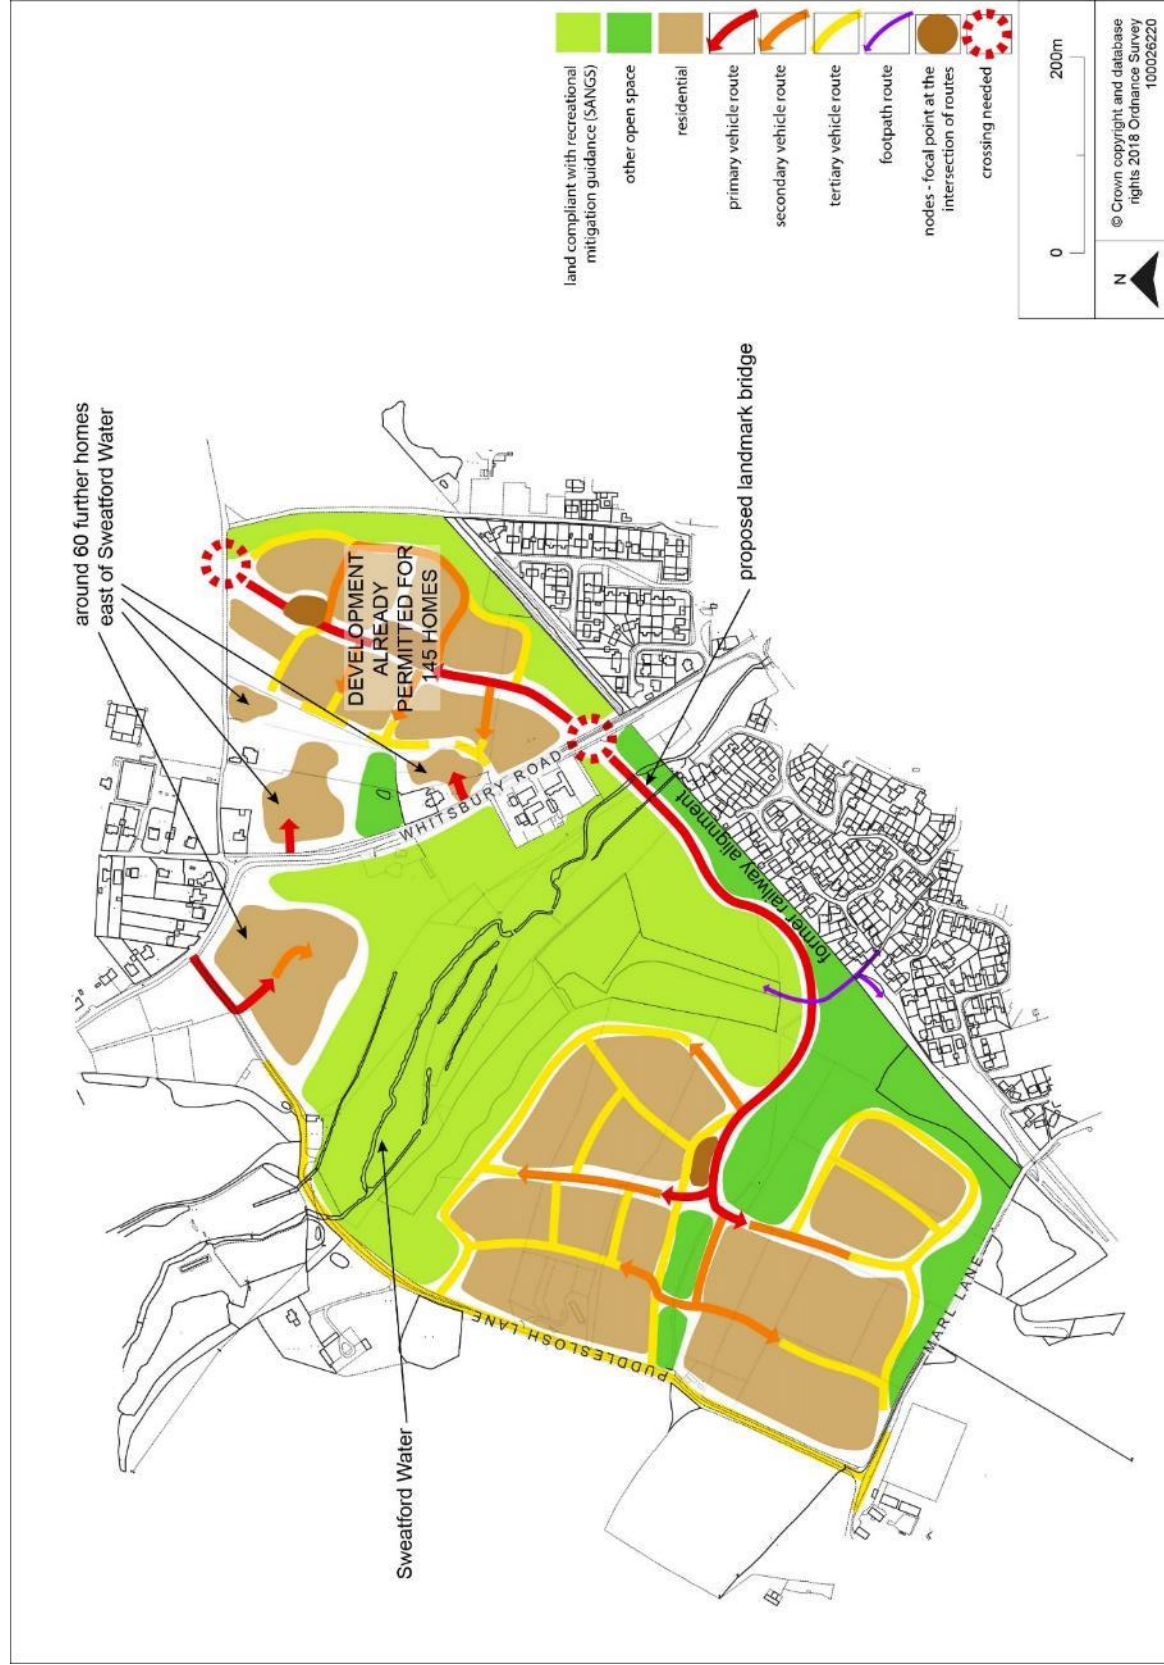 around 60 further homes
east of Sweatford Water
DEVELOPMENT
ALREADY
PERMITTED FOR
145 HOMES
WHITSBURY ROAD
proposed landmark bridge
former railway alignment
Sweatford Water
PUDDLESLOSH LANE
MARL LANE
land compliant with recreational
mitigation guidance (SANGS)
other open space
residential
primary vehicle route
secondary vehicle route
tertiary vehicle route
footpath route
nodes - focal point at the
intersection of routes
crossing needed
0
200m
N
© Crown copyright and database
rights 2018 Ordnance Survey
100026220